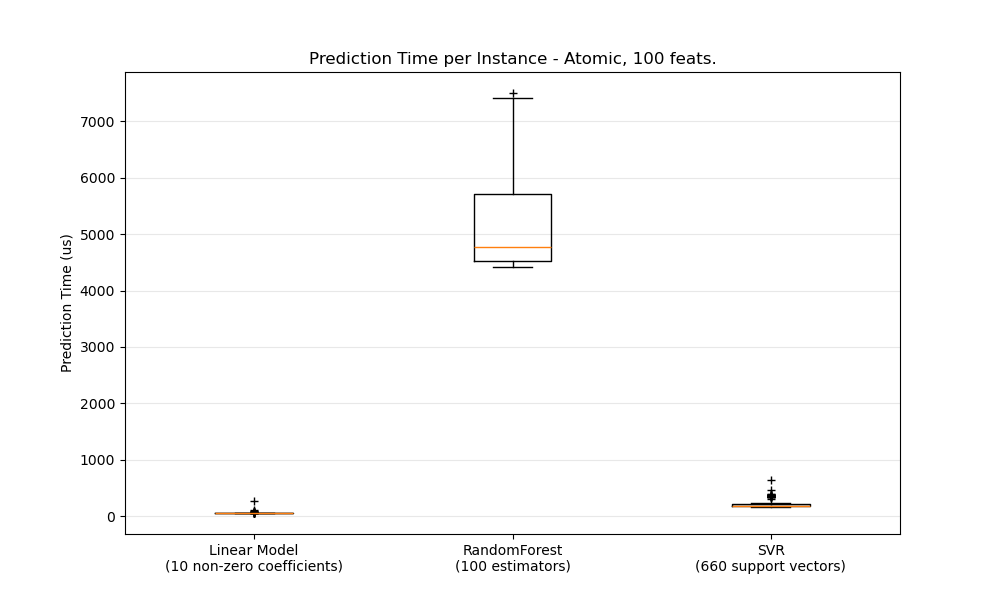 Prediction Time per Instance - Atomic, 100 feats.
Prediction Time (us)
7000
6000
5000
4000
3000
2000
1000
0
Linear Model
(10 non-zero coefficients)
RandomForest
(100 estimators)
SVR
(660 support vectors)